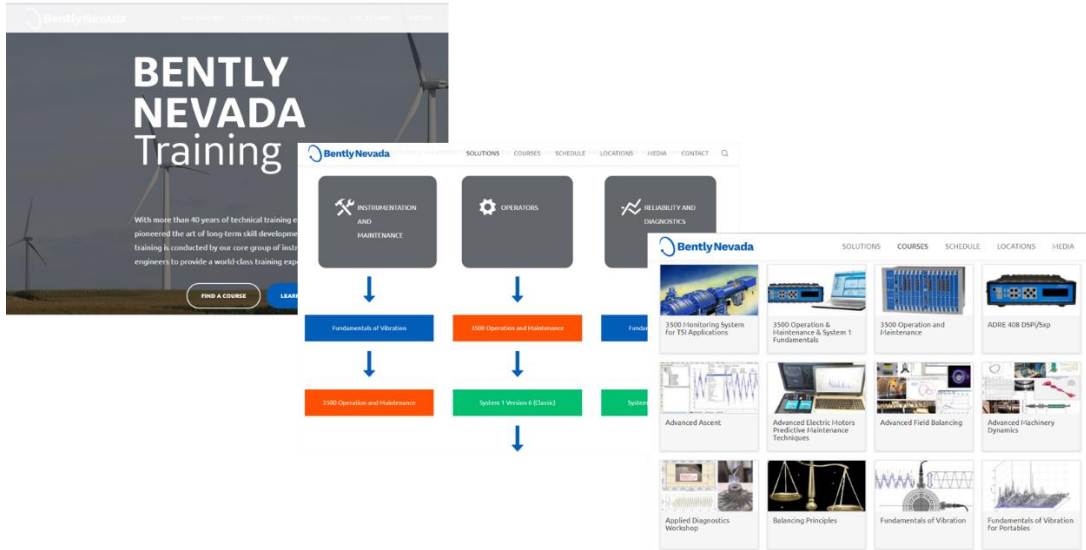 Bently Nevada
BENTLY
NEVADA
Training
With more than 40 years of technical training
pioneered the art of long-term skill
training is conducted by our core group of
engineers to provide a world-class training
FIND A COURSE
Bently Nevada
SOLUTIONS COURSES SCHEDULE LOCATIONS MEDIA CONTACT
INSTRUMENTATION
AND
MAINTENANCE
OPERATORS
RELIABILITY AND
DIAGNOSTICS
Fundamentals of Vibration
3500 Operation and Maintenance
3500 Operation and Maintenance
System 1 Version 6 (Classic)
System
Bently Nevada
SOLUTIONS COURSES SCHEDULE LOCATIONS MEDIA
3500 Monitoring System
for TSI Applications
3500 Operation &
Maintenance & System 1
Fundamentals
3500 Operation and
Maintenance
ADRE 408 DSPi/Sxp
Advanced Ascent
Advanced Electric Motors
Predictive Maintenance
Techniques
Advanced Field Balancing
Advanced Machinery
Dynamics
Applied Diagnostics
Workshop
Balancing Principles
Fundamentals of Vibration
Fundamentals of Vibration
for Portables